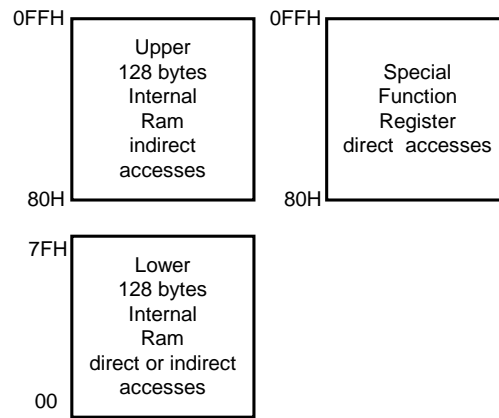 0FFH
Upper
128 bytes
Internal
Ram
indirect
accesses
80H
0FFH
Special
Function
Register
direct accesses
80H
7FH
Lower
128 bytes
Internal
Ram
direct or indirect
accesses
00